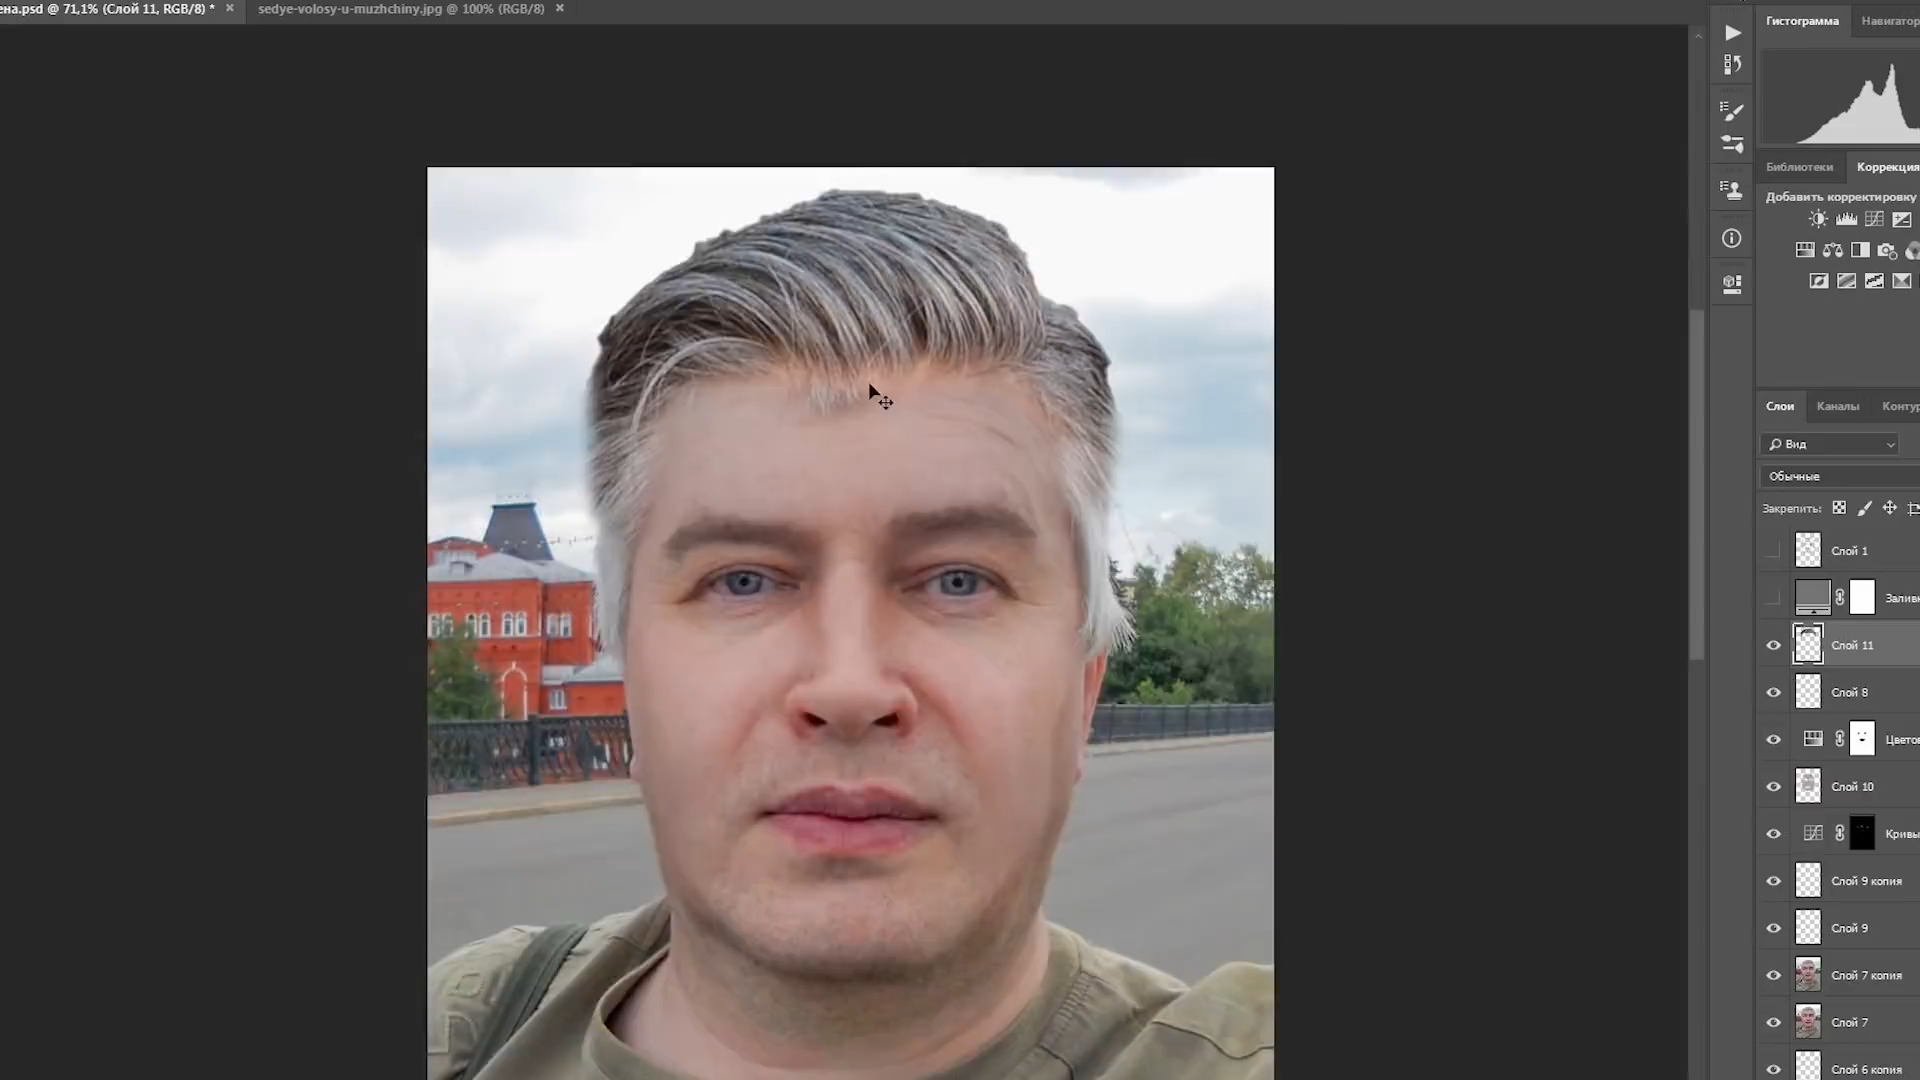 ена.psd @ 71,1% (Слой 11, RGB/8) *
sedye-volosy-u-muzhchiny.jpg @ 100% (RGB/8)
Гистограмма
Навигатор
Библиотеки
Коррекция
Добавить корректировку
Слои
Каналы
Контур
Вид
Обычные
Закрепить:
Слой 1
Заливк
Слой 11
Слой 8
Цветов
Слой 10
Кривы
Слой 9 копия
Слой 9
Слой 7 копия
Слой 7
Слой 6 копия